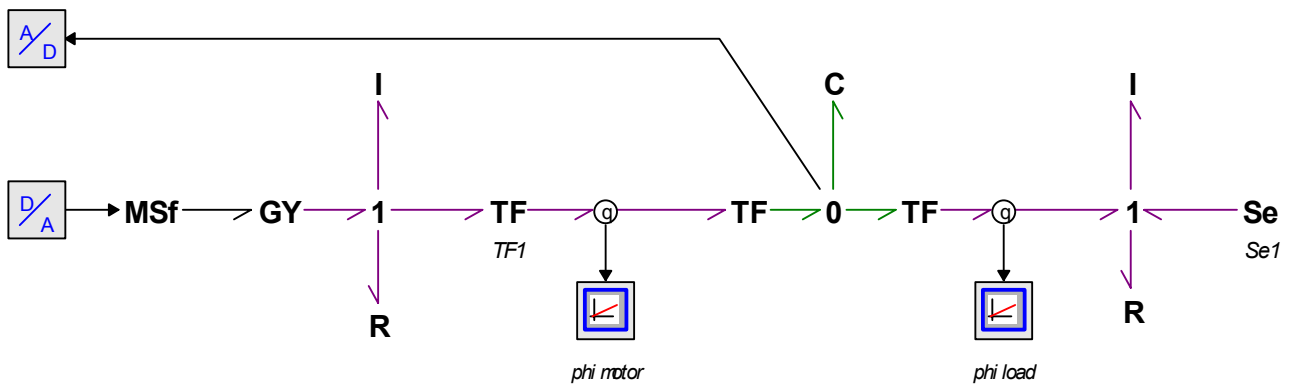 A/D
I
C
I
D/A
MSf
GY
1
TF
q
TF
0
TF
q
1
Se
TF1
Se1
R
R
phi motor
phi load